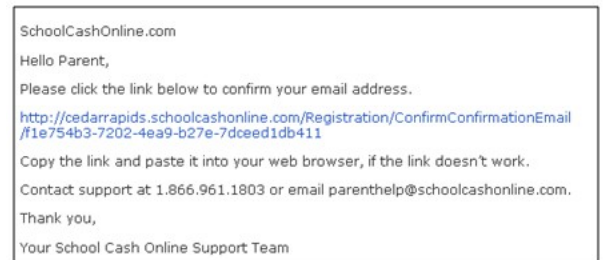 SchoolCashOnline.com
Hello Parent,
Please click the link below to confirm your email address.
http://cedarrapids.schoolcashonline.com/Registration/ConfirmConfirmationEmail
/f1e754b3-7202-4ea9-b27e-7dceed1db411
Copy the link and paste it into your web browser, if the link doesn't work.
Contact support at 1.866.961.1803 or email parenthelp@schoolcashonline.com.
Thank you,
Your School Cash Online Support Team